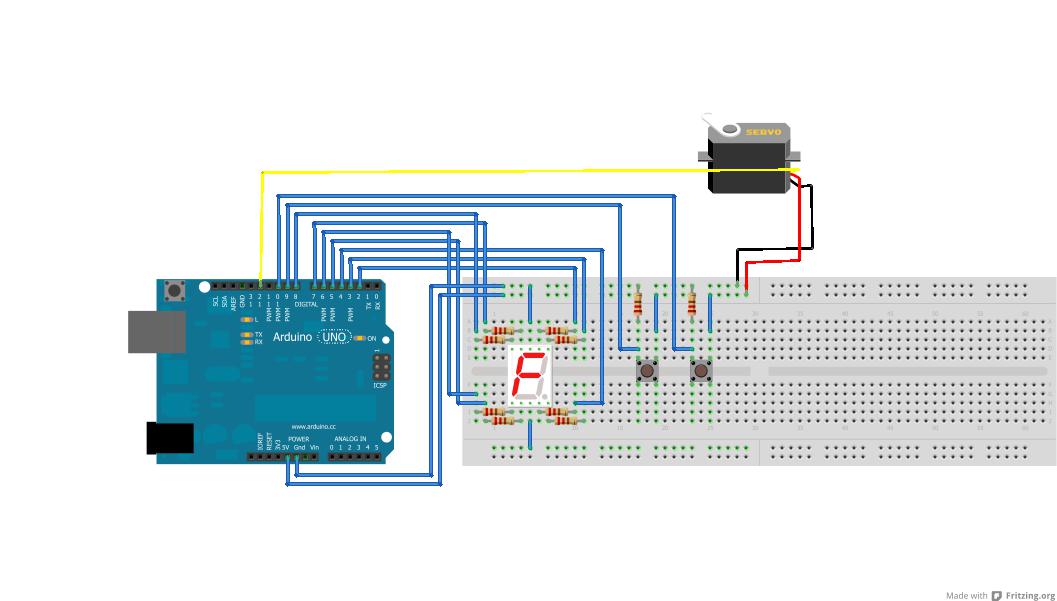 SERVO
SCL
SDA
AREF
GND
13
12
11
10
9
8
7
6
5
4
3
2
1
0
PWM
PWM
PWM
PWM
PWM
PWM
TX
RX
DIGITAL
L
TX
RX
Arduino UNO
ON
1
ICSP
www.arduino.cc
POWER
ANALOG IN
IOREF
RESET
3V3
5V
Gnd
Vin
0 1 2 3 4 5
F
Made with Fritzing.org